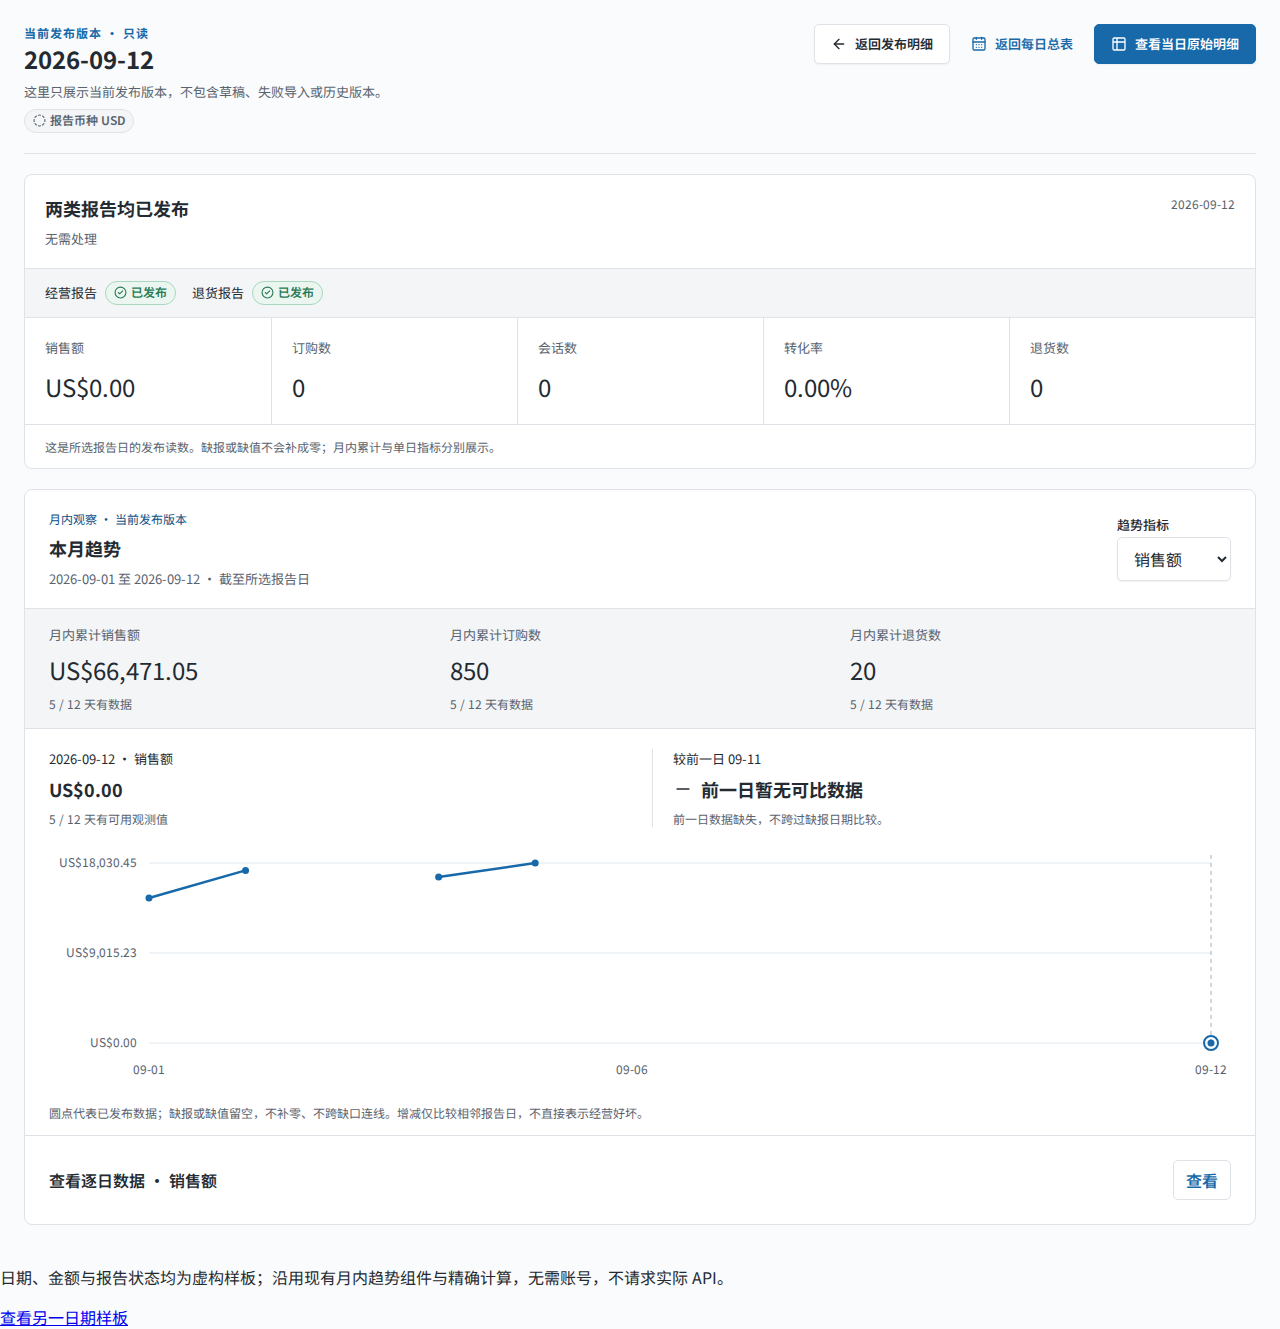 当前发布版本 · 只读
2026-09-12
这里只展示当前发布版本，不包含草稿、失败导入或历史版本。
报告币种 USD
返回发布明细
返回每日总表
查看当日原始明细
两类报告均已发布
2026-09-12
无需处理
经营报告 已发布 退货报告 已发布
销售额 订购数 会话数 转化率 退货数
US$0.00 0 0 0.00% 0
这是所选报告日的发布读数。缺报或缺值不会补成零；月内累计与单日指标分别展示。
月内观察 · 当前发布版本
本月趋势
2026-09-01 至 2026-09-12 · 截至所选报告日
趋势指标
销售额
月内累计销售额 月内累计订购数 月内累计退货数
US$66,471.05 850 20
5 / 12 天有数据 5 / 12 天有数据 5 / 12 天有数据
2026-09-12 · 销售额
US$0.00
5 / 12 天有可用观测值
较前一日 09-11
— 前一日暂无可比数据
前一日数据缺失，不跨过缺报日期比较。
US$18,030.45
US$9,015.23
US$0.00
09-01 09-06 09-12
圆点代表已发布数据；缺报或缺值留空，不补零、不跨缺口连线。增减仅比较相邻报告日，不直接表示经营好坏。
查看逐日数据 · 销售额
查看
日期、金额与报告状态均为虚构样板；沿用现有月内趋势组件与精确计算，无需账号，不请求实际 API。
查看另一日期样板